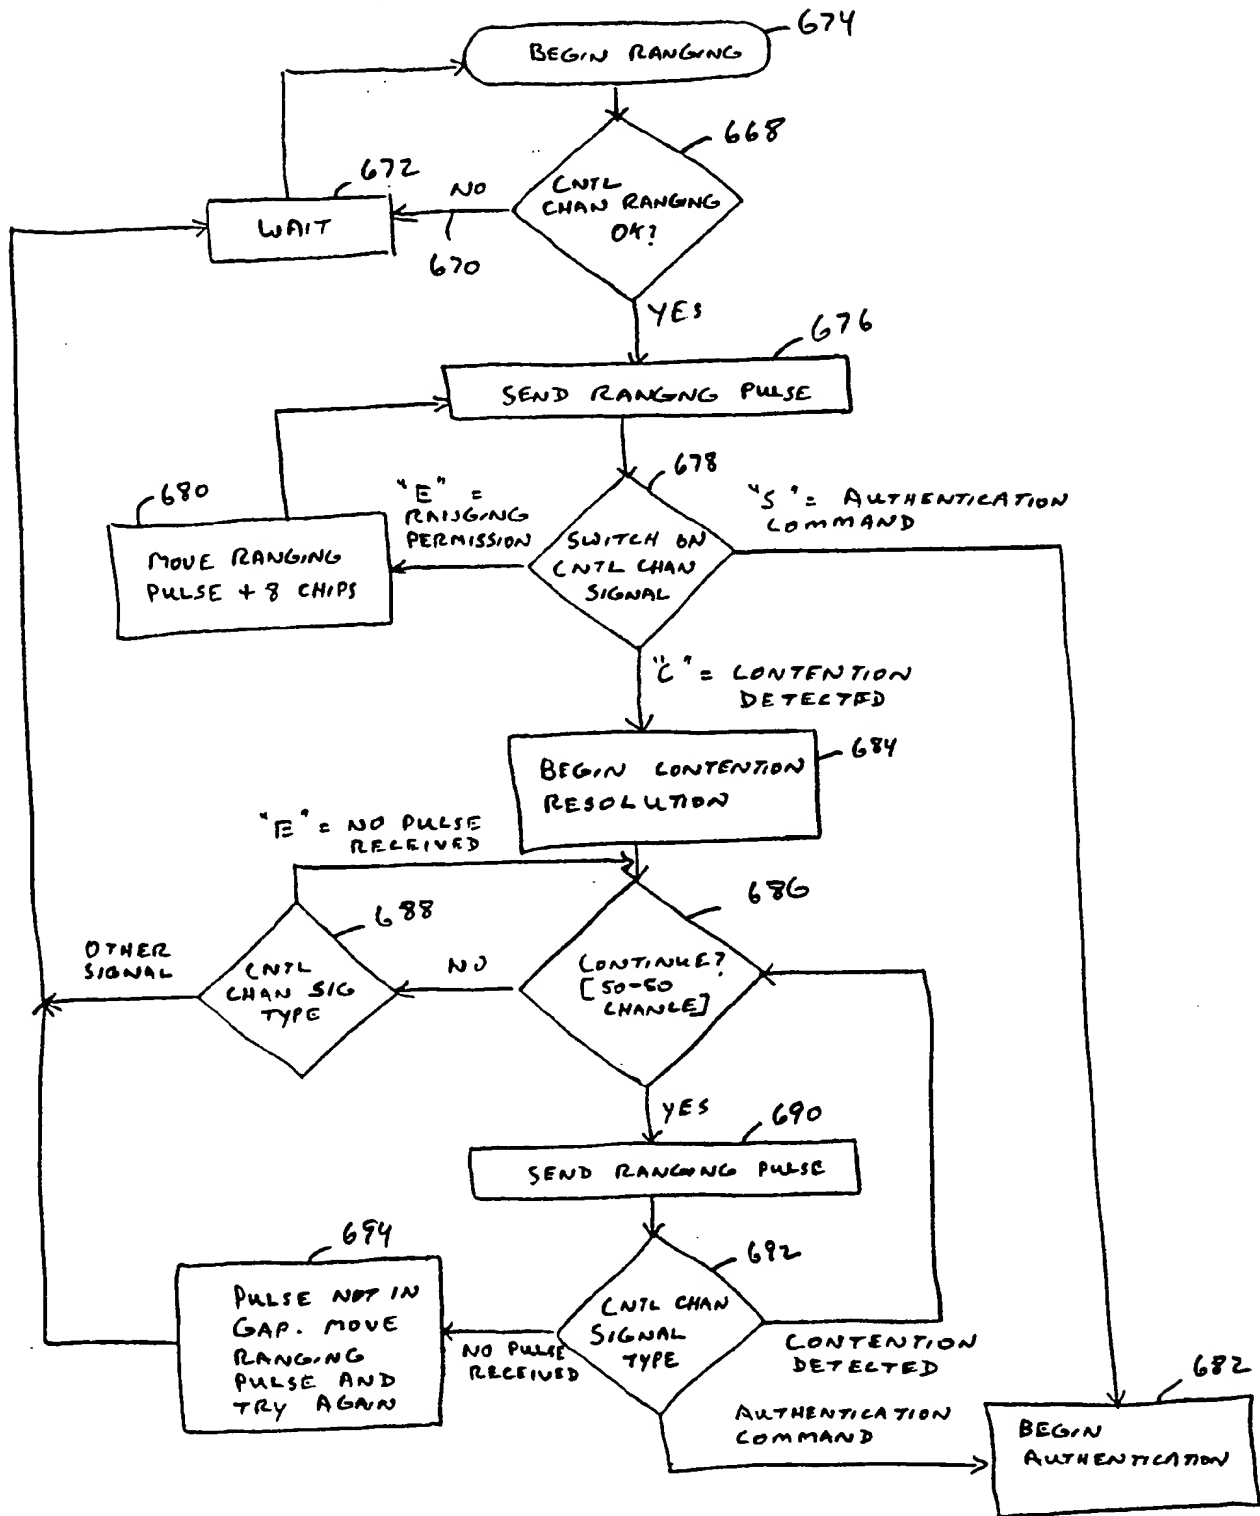 674
BEGIN RANGING
668
672
NO
CNTL
CHAN RANGING
OK?
WAIT
670
YES
676
SEND RANGING PULSE
678
680
"E" =
RANGING
PERMISSION
"S" = AUTHENTICATION
COMMAND
SWITCH ON
CNTL CHAN
SIGNAL
MOVE RANGING
PULSE + 8 CHIPS
"C" = CONTENTION
DETECTED
684
BEGIN CONTENTION
RESOLUTION
"E" = NO PULSE
RECEIVED
686
688
OTHER
SIGNAL
CNTL
CHAN SIG
TYPE
NO
CONTINUE?
[50-50
CHANCE]
YES
690
SEND RANGING PULSE
694
692
PULSE NOT IN
GAP. MOVE
RANGING
PULSE AND
TRY AGAIN
CNTL CHAN
SIGNAL
TYPE
NO PULSE
RECEIVED
CONTENTION
DETECTED
682
AUTHENTICATION
COMMAND
BEGIN
AUTHENTICATION